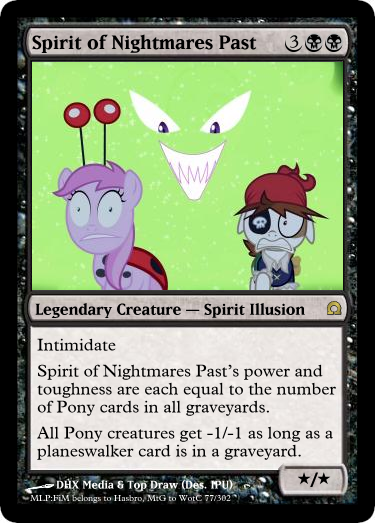 Spirit of Nightmares Past 3
Legendary Creature — Spirit Illusion
Intimidate
Spirit of Nightmares Past's power and
toughness are each equal to the number
of Pony cards in all graveyards.
All Pony creatures get -1/-1 as long as a
planeswalker card is in a graveyard.
*/*
DHX Media & Top Draw (Des. IPU)
MLP:FiM belongs to Hasbro, MtG to WotC 77/302